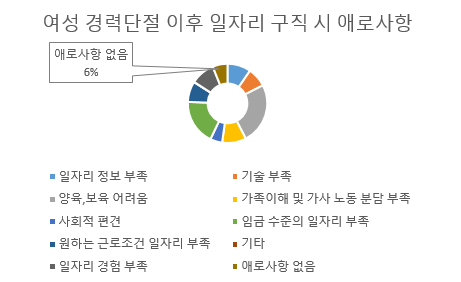 여성 경력단절 이후 일자리 구직 시 애로사항
애로사항 없음
6%
일자리 정보 부족
기술 부족
양육,보육 어려움
가족이해 및 가사 노동 분담 부족
사회적 편견
임금 수준의 일자리 부족
원하는 근로조건 일자리 부족
기타
일자리 경험 부족
애로사항 없음